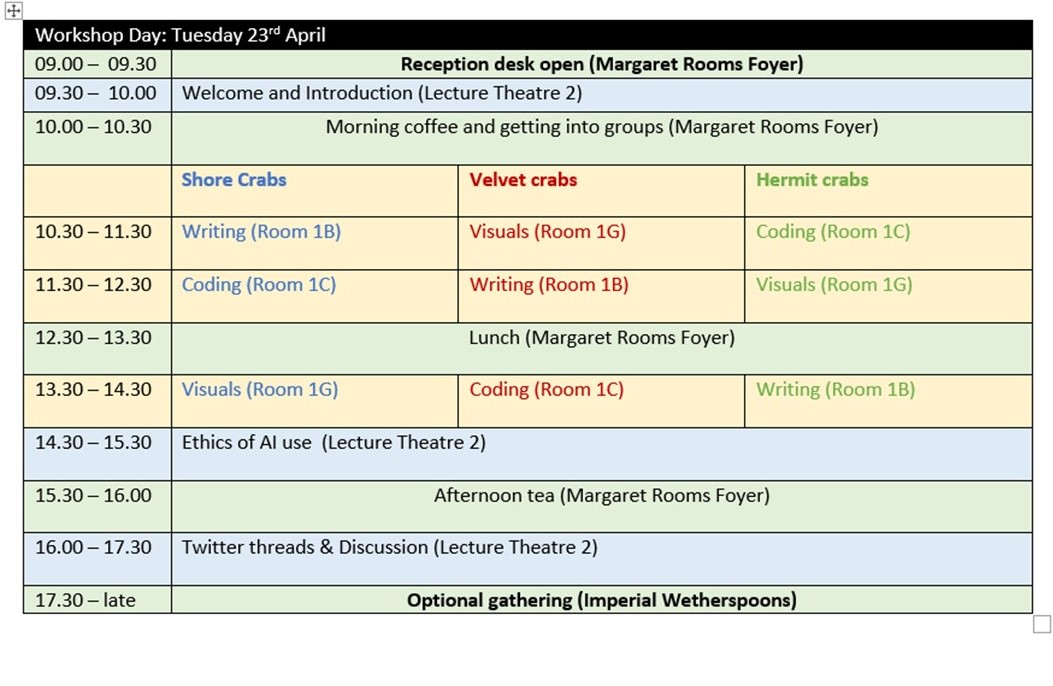 Workshop Day: Tuesday 23rd April
09.00 – 09.30 Reception desk open (Margaret Rooms Foyer)
09.30 – 10.00 Welcome and Introduction (Lecture Theatre 2)
10.00 – 10.30 Morning coffee and getting into groups (Margaret Rooms Foyer)
Shore Crabs Velvet crabs Hermit crabs
10.30 – 11.30 Writing (Room 1B) Visuals (Room 1G) Coding (Room 1C)
11.30 – 12.30 Coding (Room 1C) Writing (Room 1B) Visuals (Room 1G)
12.30 – 13.30 Lunch (Margaret Rooms Foyer)
13.30 – 14.30 Visuals (Room 1G) Coding (Room 1C) Writing (Room 1B)
14.30 – 15.30 Ethics of AI use (Lecture Theatre 2)
15.30 – 16.00 Afternoon tea (Margaret Rooms Foyer)
16.00 – 17.30 Twitter threads & Discussion (Lecture Theatre 2)
17.30 – late Optional gathering (Imperial Wetherspoons)